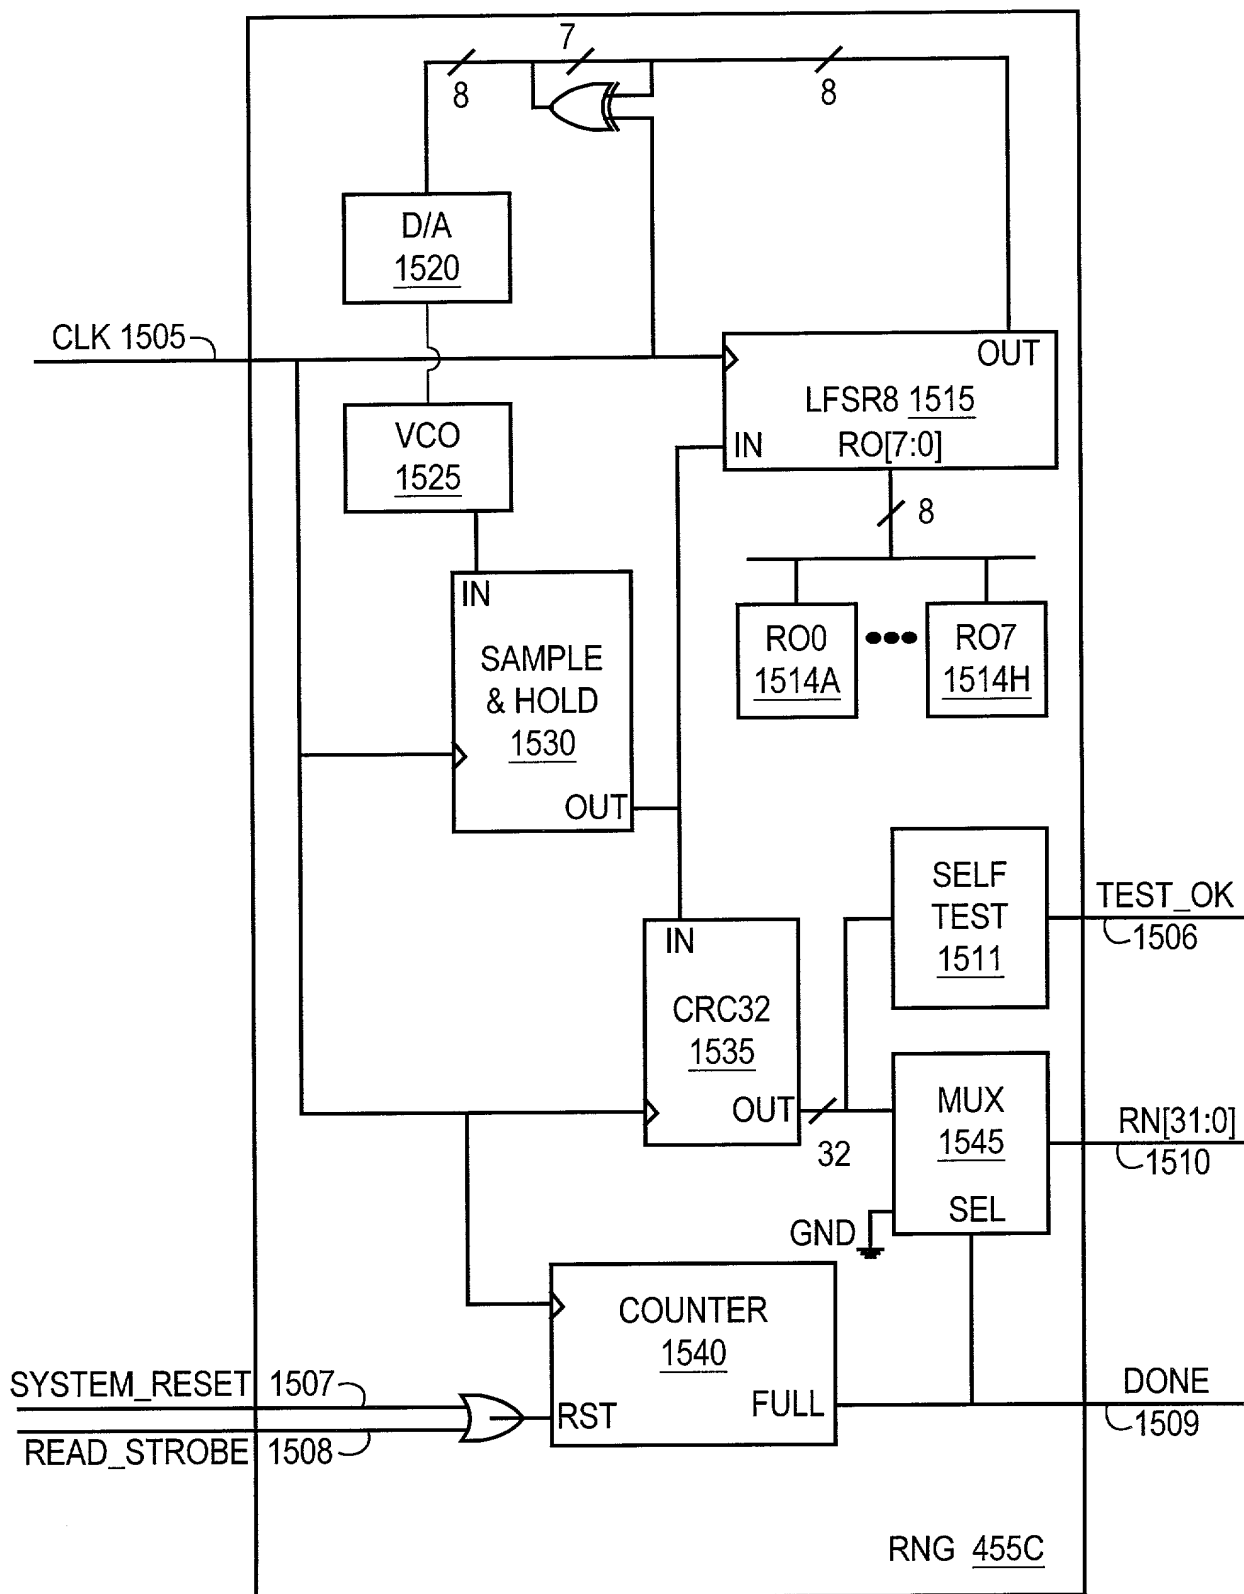 7
8
8
D/A
1520
CLK 1505
OUT
LFSR8 1515
IN
RO[7:0]
VCO
1525
8
IN
SAMPLE
& HOLD
1530
OUT
RO0
1514A
RO7
1514H
SELF
TEST
1511
TEST_OK
1506
IN
CRC32
1535
OUT
32
MUX
1545
SEL
RN[31:0]
1510
GND
COUNTER
1540
RST
FULL
SYSTEM_RESET 1507
READ_STROBE 1508
DONE
1509
RNG 455C